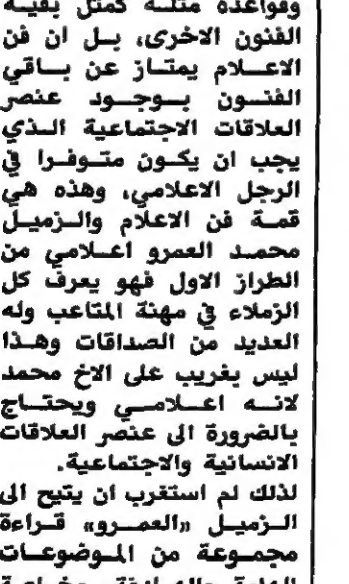 وقواعده مثله كمثل بقية
الفنون الاخرى، بل ان فن
الاعلام يمتاز عن باقي
الفنون بوجود عنصر
العلاقات الاجتماعية الذي
يجب ان يكون متوفرا في
الرجل الاعلامي، وهذه هي
قمة فن الاعلام والزميل
محمد العمرو اعلامي من
الطراز الاول فهو يعرف كل
الزملاء في مهنة المتاعب وله
العديد من الصداقات وهذا
ليس بغريب على الاخ محمد
لانه اعلامي ويحتاج
بالضرورة الى عنصر العلاقات
الانسانية والاجتماعية.
لذلك لم استغرب ان يتيح الى
الزميل «العمرو» قراءة
مجموعة من الموضوعات